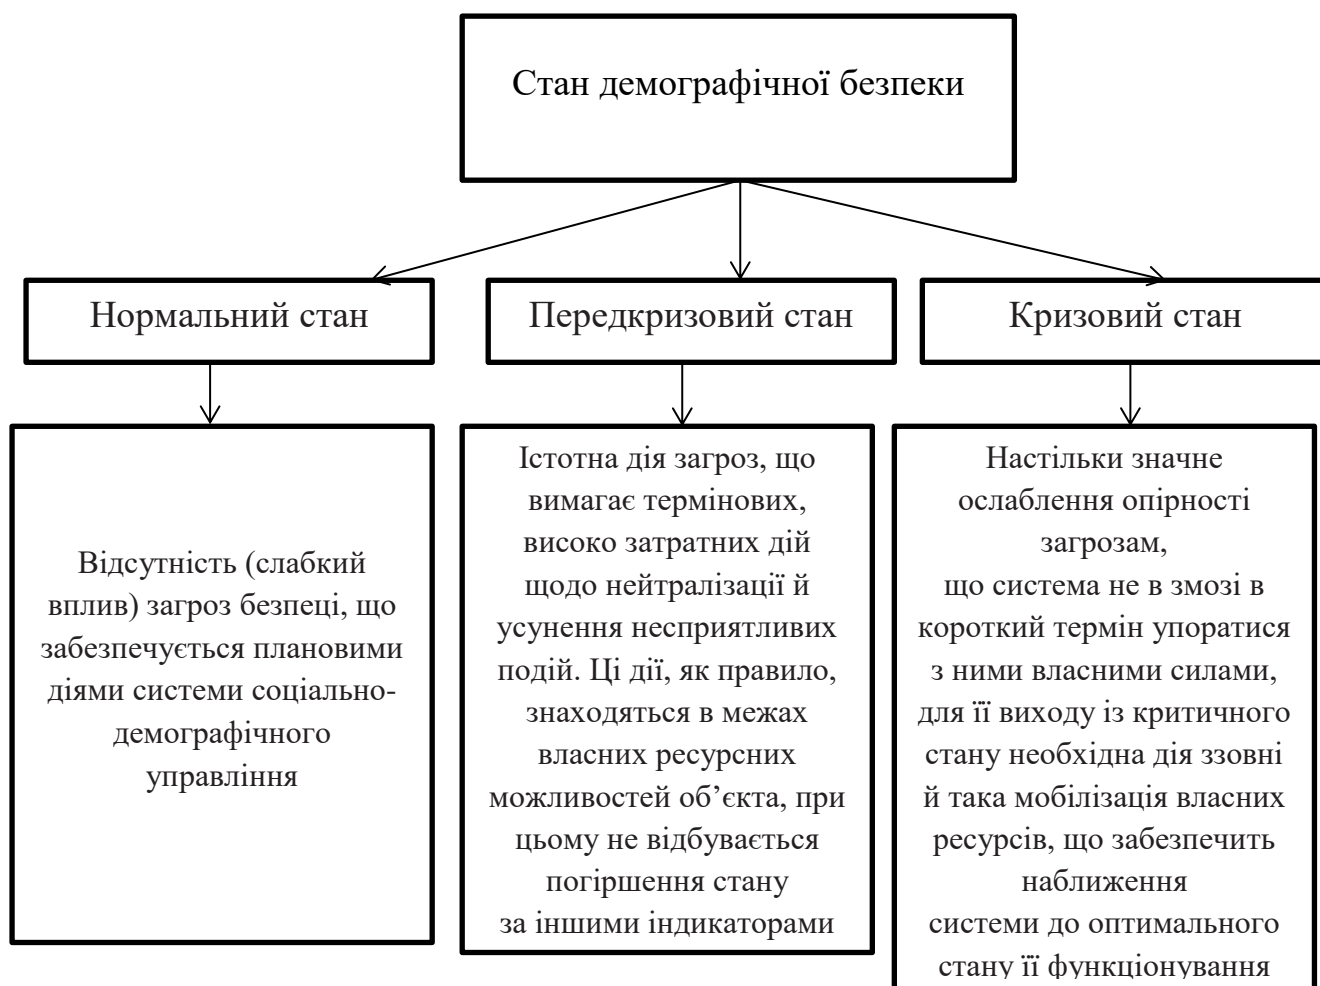 Стан демографічної безпеки
Нормальний стан
Передкризовий стан
Кризовий стан
Відсутність (слабкий
вплив) загроз безпеці, що
забезпечується плановими
діями системи соціально-
демографічного
управління
Істотна дія загроз, що
вимагає термінових,
високо затратних дій
щодо нейтралізації й
усунення несприятливих
подій. Ці дії, як правило,
знаходяться в межах
власних ресурсних
можливостей об’єкта, при
цьому не відбувається
погіршення стану
за іншими індикаторами
Настільки значне
ослаблення опірності
загрозам,
що система не в змозі в
короткий термін упоратися
з ними власними силами,
для її виходу із критичного
стану необхідна дія ззовні
й така мобілізація власних
ресурсів, що забезпечить
наближення
системи до оптимального
стану її функціонування